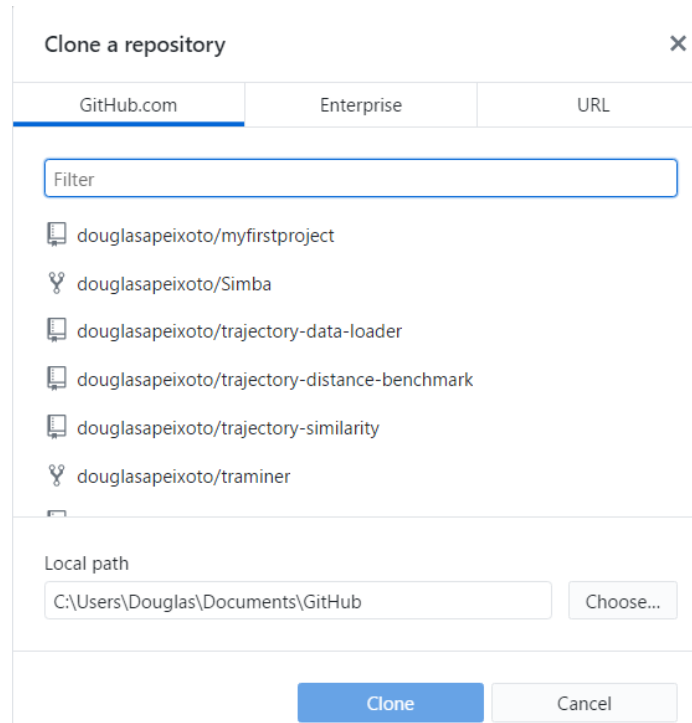 Clone a repository
GitHub.com Enterprise URL
Filter
douglasapeixoto/myfirstproject
douglasapeixoto/Simba
douglasapeixoto/trajectory-data-loader
douglasapeixoto/trajectory-distance-benchmark
douglasapeixoto/trajectory-similarity
douglasapeixoto/traminer
Local path
C:\Users\Douglas\Documents\GitHub Choose...
Clone Cancel